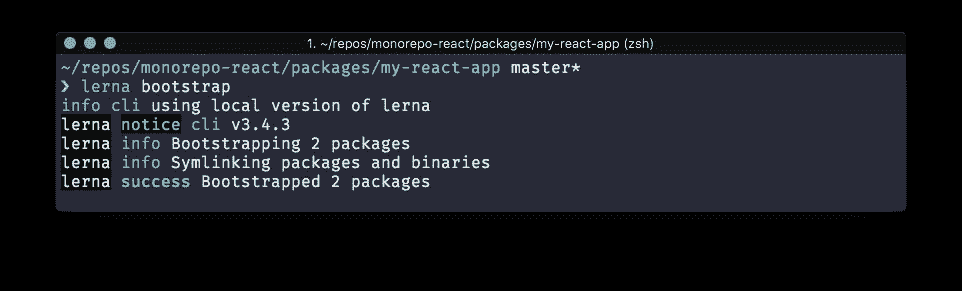 1. ~/repos/monorepo-react/packages/my-react-app (zsh)
~/repos/monorepo-react/packages/my-react-app master*
❯ lerna bootstrap
info cli using local version of lerna
lerna notice cli v3.4.3
lerna info Bootstrapping 2 packages
lerna info Symlinking packages and binaries
lerna success Bootstrapped 2 packages